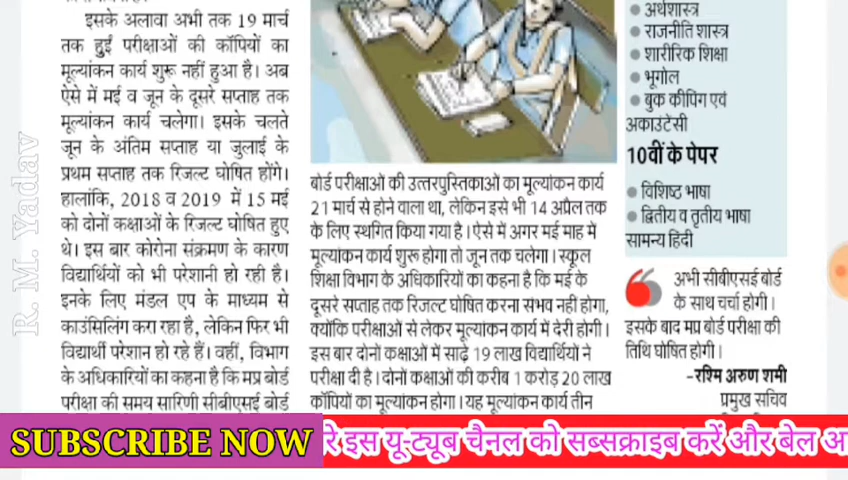 इसके अलावा अभी तक 19 मार्च
तक हुईं परीक्षाओं की कॉपियों का
मूल्यांकन कार्य शुरू नहीं हुआ है। अब
ऐसे में मई व जून के दूसरे सप्ताह तक
मूल्यांकन कार्य चलेगा। इसके चलते
जून के अंतिम सप्ताह या जुलाई के
प्रथम सप्ताह तक रिजल्ट घोषित होंगे।
हालांकि, 2018 व 2019 में 15 मई
को दोनों कक्षाओं के रिजल्ट घोषित हुए
थे। इस बार कोरोना संक्रमण के कारण
विद्यार्थियों को भी परेशानी हो रही है।
इनके लिए मंडल एप के माध्यम से
काउंसिलिंग करा रहा है, लेकिन फिर भी
विद्यार्थी परेशान हो रहे हैं। वहीं, विभाग
के अधिकारियों का कहना है कि मप्र बोर्ड
परीक्षा की समय सारिणी सीबीएसई बोर्ड
बोर्ड परीक्षाओं की उत्तरपुस्तिकाओं का मूल्यांकन कार्य
21 मार्च से होने वाला था, लेकिन इसे भी 14 अप्रैल तक
के लिए स्थगित किया गया है। ऐसे में अगर मई माह में
मूल्यांकन कार्य शुरू होगा तो जून तक चलेगा। स्कूल
शिक्षा विभाग के अधिकारियों का कहना है कि मई के
दूसरे सप्ताह तक रिजल्ट घोषित करना संभव नहीं होगा,
क्योंकि परीक्षाओं से लेकर मूल्यांकन कार्य में देरी होगी।
इस बार दोनों कक्षाओं में साढ़े 19 लाख विद्यार्थियों ने
परीक्षा दी है। दोनों कक्षाओं की करीब 1 करोड़ 20 लाख
कॉपियों का मूल्यांकन होगा। यह मूल्यांकन कार्य तीन
• अर्थशास्त्र
• राजनीति शास्त्र
• शारीरिक शिक्षा
• भूगोल
• बुक कीपिंग एवं
अकाउंटेंसी
10वीं के पेपर
• विशिष्ट भाषा
• द्वितीय व तृतीय भाषा
सामन्य हिंदी
अभी सीबीएसई बोर्ड
के साथ चर्चा होगी।
इसके बाद मप्र बोर्ड परीक्षा की
तिथि घोषित होगी।
-रश्मि अरुण शमी
प्रमुख सचिव
R. M. Yadav
SUBSCRIBE NOW
रे इस यू-ट्यूब चैनल को सब्सक्राइब करें और बेल आ